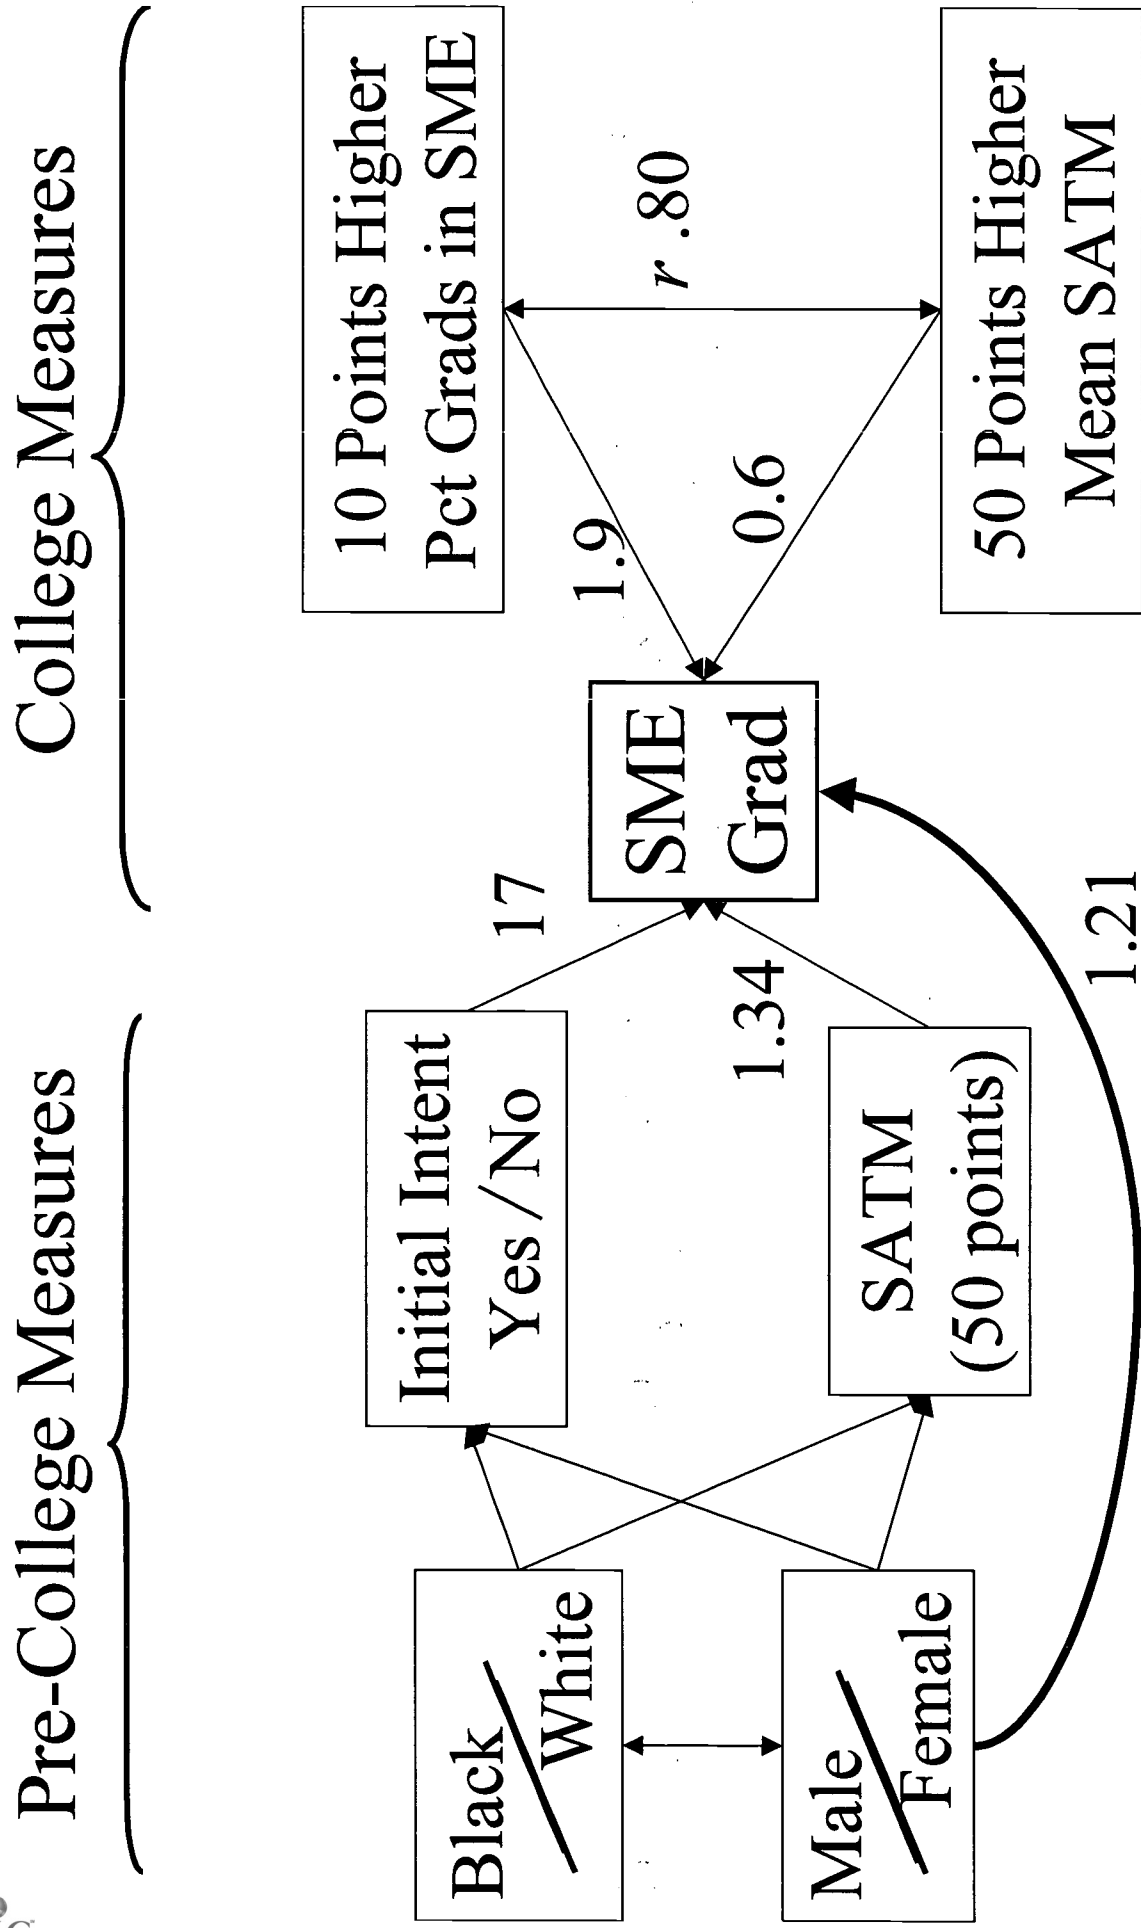 Pre-College Measures
College Measures
Black
White
Male
Female
Initial Intent
Yes /No
SATM
(50 points)
17
1.34
1.21
SME
Grad
1.9
0.6
10 Points Higher
Pct Grads in SME
r .80
50 Points Higher
Mean SATM